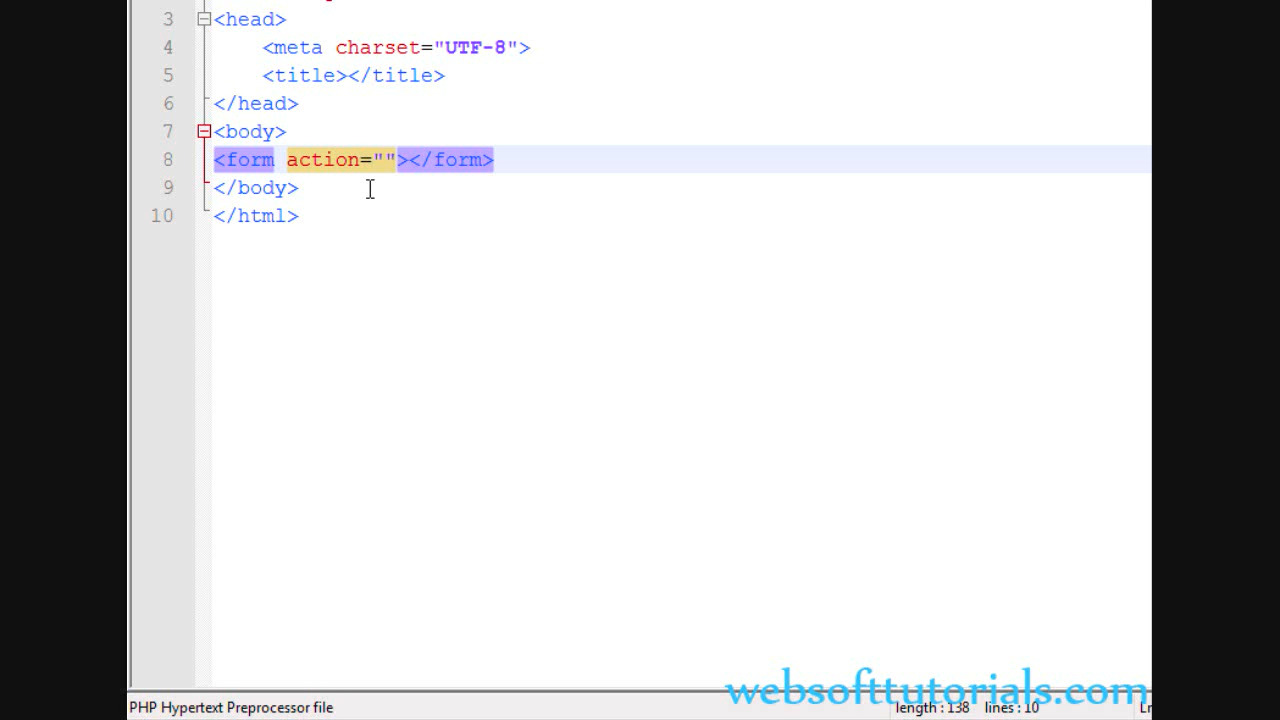 3 <head>
4 <meta charset="UTF-8">
5 <title></title>
6 </head>
7 <body>
8 <form action=""></form>
9 </body>
10 </html>
websofttutorials.com
PHP Hypertext Preprocessor file length : 138 lines : 10